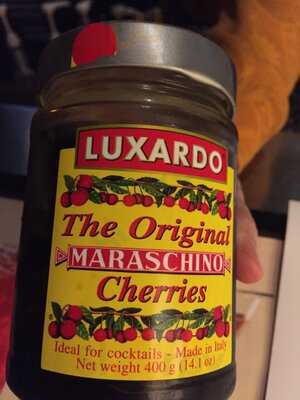 LUXARDO
The Original
MARASCHINO
Cherries
Ideal for cocktails - Made in Italy
Net weight 400 g (14.1 oz)